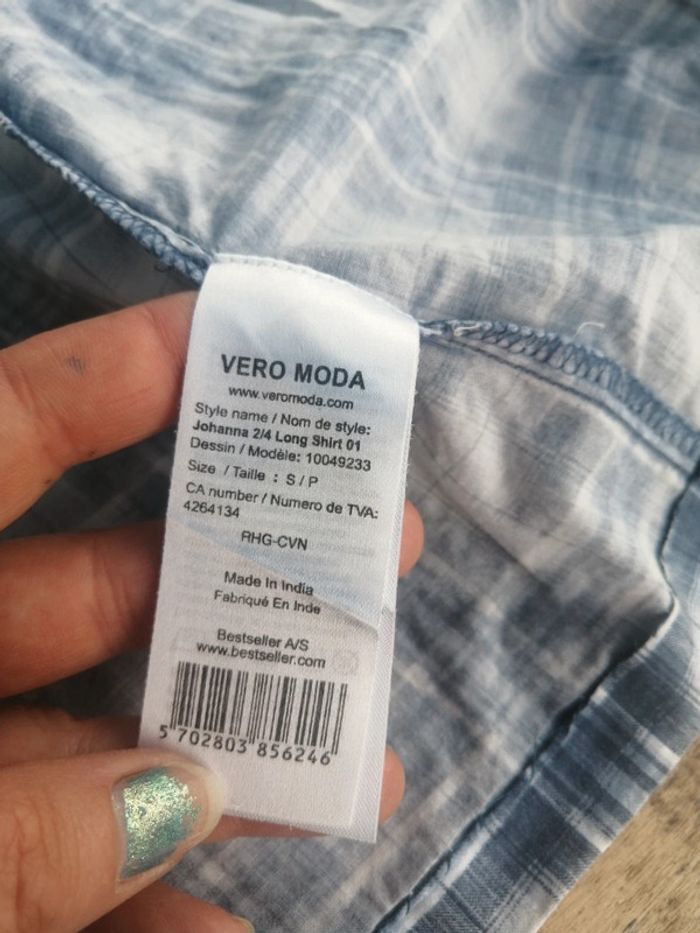 VERO MODA
www.veromoda.com
Style name / Nom de style:
Johanna 2/4 Long Shirt 01
Dessin / Modèle: 10049233
Size / Taille : S / P
CA number / Numero de TVA:
4264134
RHG-CVN
Made In India
Fabriqué En Inde
Bestseller A/S
www.bestseller.com
5 702803 856246